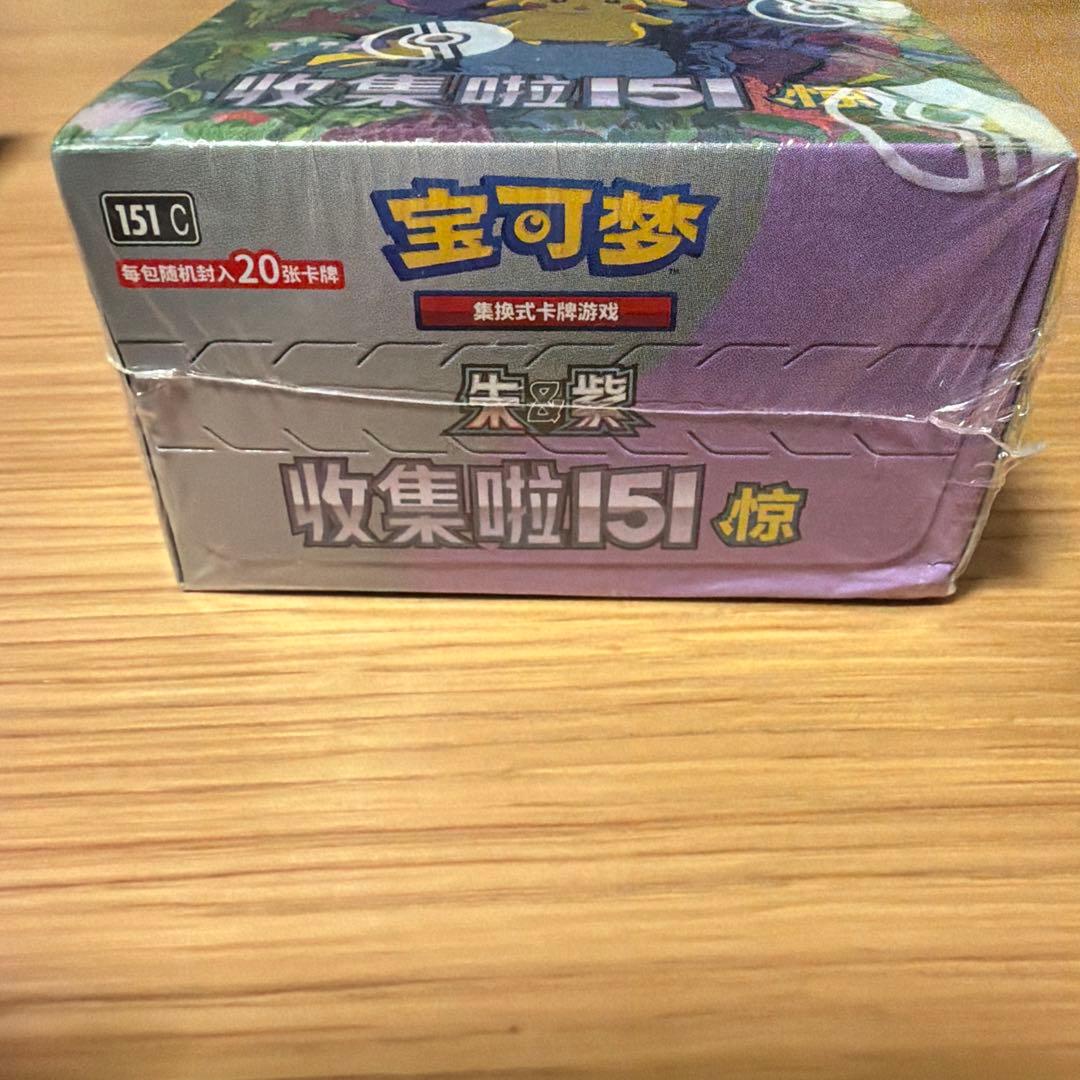 收集啦151 惊
151 C
宝可梦
TM
每包随机封入20张卡牌
集换式卡牌游戏
朱&紫
收集啦151 惊